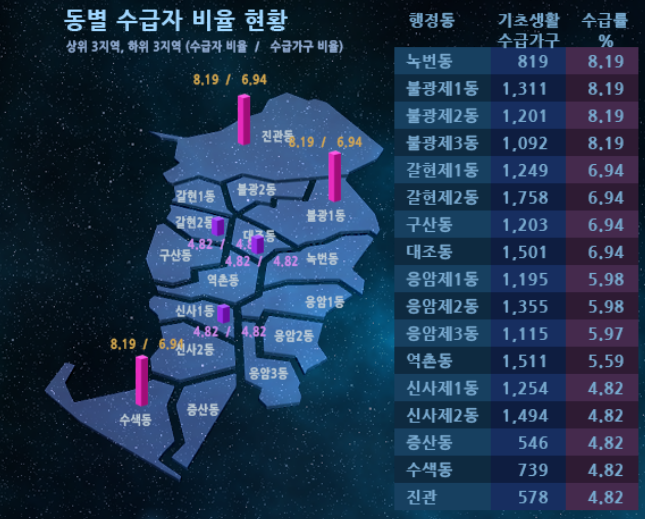 동별 수급자 비율 현황
상위 3지역, 하위 3지역 (수급자 비율 / 수급가구 비율)
8.19 / 6.94
진관동
8.19 / 6.94
갈현1동
불광2동
불광1동
갈현2동
대조동
4.82 / 4.82
구산동
4.82 / 4.82
녹번동
역촌동
신사1동
응암1동
4.82 / 4.82
응암2동
8.19 / 6.94
신사2동
응암3동
수색동
증산동
행정동 기초생활 수급가구 수급률 %
녹번동 819 8.19
불광제1동 1,311 8.19
불광제2동 1,201 8.19
불광제3동 1,092 8.19
갈현제1동 1,249 6.94
갈현제2동 1,758 6.94
구산동 1,203 6.94
대조동 1,501 6.94
응암제1동 1,195 5.98
응암제2동 1,355 5.98
응암제3동 1,115 5.97
역촌동 1,511 5.59
신사제1동 1,254 4.82
신사제2동 1,494 4.82
증산동 546 4.82
수색동 739 4.82
진관 578 4.82